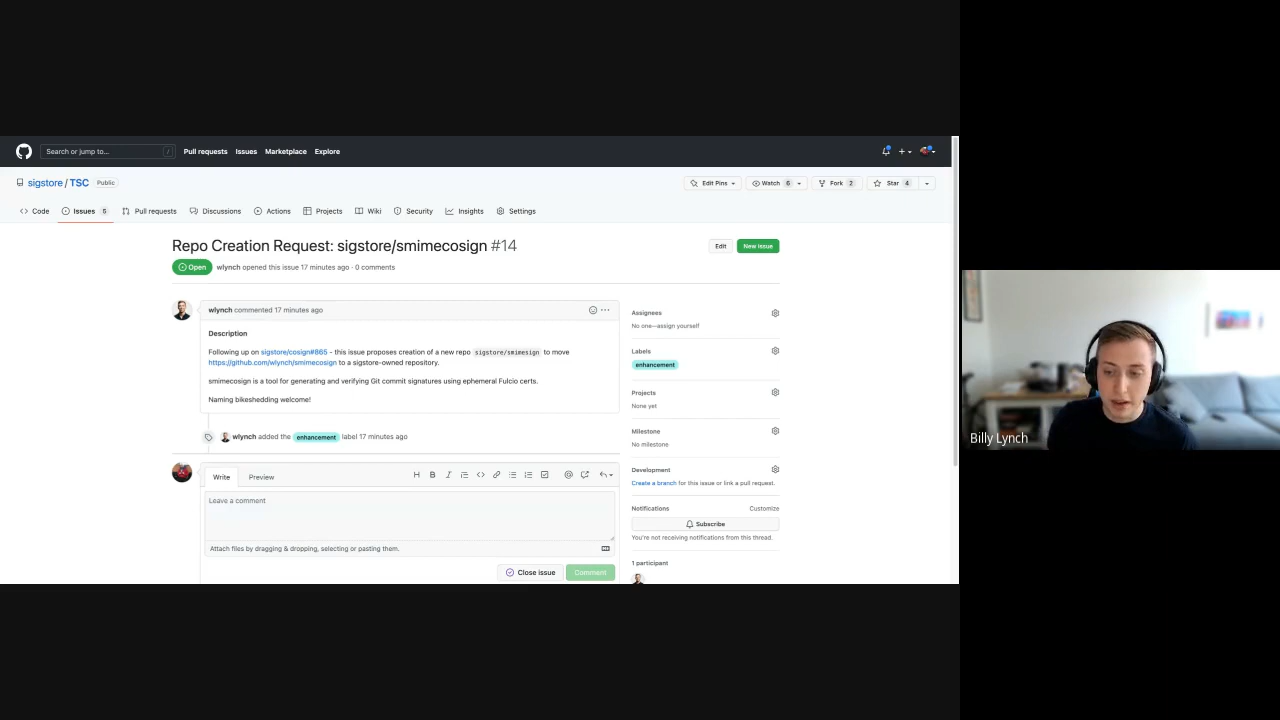 Search or jump to... /
Pull requests Issues Marketplace Explore
sigstore / TSC Public
Edit Pins Watch 6 Fork 2 Star 4
Code Issues 5 Pull requests Discussions Actions Projects Wiki Security Insights Settings
Repo Creation Request: sigstore/smimecosign #14
Edit New issue
Open wlynch opened this issue 17 minutes ago · 0 comments
wlynch commented 17 minutes ago
Description
Following up on sigstore/cosign#865 - this issue proposes creation of a new repo sigstore/smimesign to move
https://github.com/wlynch/smimecosign to a sigstore-owned repository.
smimecosign is a tool for generating and verifying Git commit signatures using ephemeral Fulcio certs.
Naming bikeshedding welcome!
wlynch added the enhancement label 17 minutes ago
Write Preview
Leave a comment
Attach files by dragging & dropping, selecting or pasting them.
Close issue Comment
Assignees
No one—assign yourself
Labels
enhancement
Projects
None yet
Milestone
No milestone
Development
Create a branch for this issue or link a pull request.
Notifications Customize
Subscribe
You're not receiving notifications from this thread.
1 participant
Billy Lynch